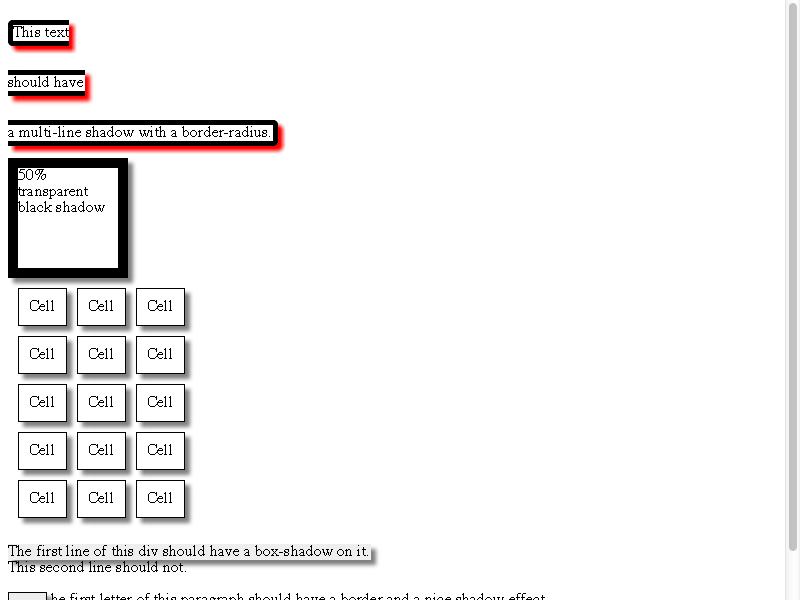 This text
should have
a multi-line shadow with a border-radius.
50%
transparent
black shadow
Cell Cell Cell
Cell Cell Cell
Cell Cell Cell
Cell Cell Cell
Cell Cell Cell
The first line of this div should have a box-shadow on it.
This second line should not.
he first letter of this paragraph should have a border and a nice shadow effect.